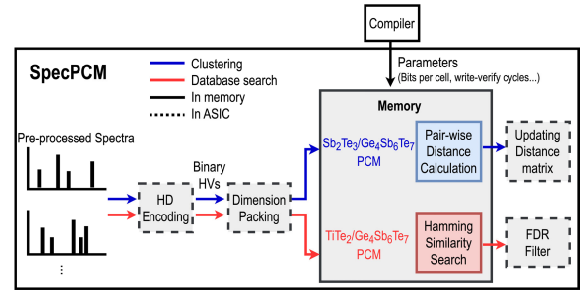 Compiler
SpecPCM
Clustering
Database search
In memory
In ASIC
Parameters
(Bits per cell, write-verify cycles...)
Memory
Pre-processed Spectra
Binary
HVs
HD
Encoding
Dimension
Packing
Sb₂Te₃/Ge₄Sb₆Te₇
PCM
Pair-wise
Distance
Calculation
Updating
Distance
matrix
TiTe₂/Ge₄Sb₆Te₇
PCM
Hamming
Similarity
Search
FDR
Filter